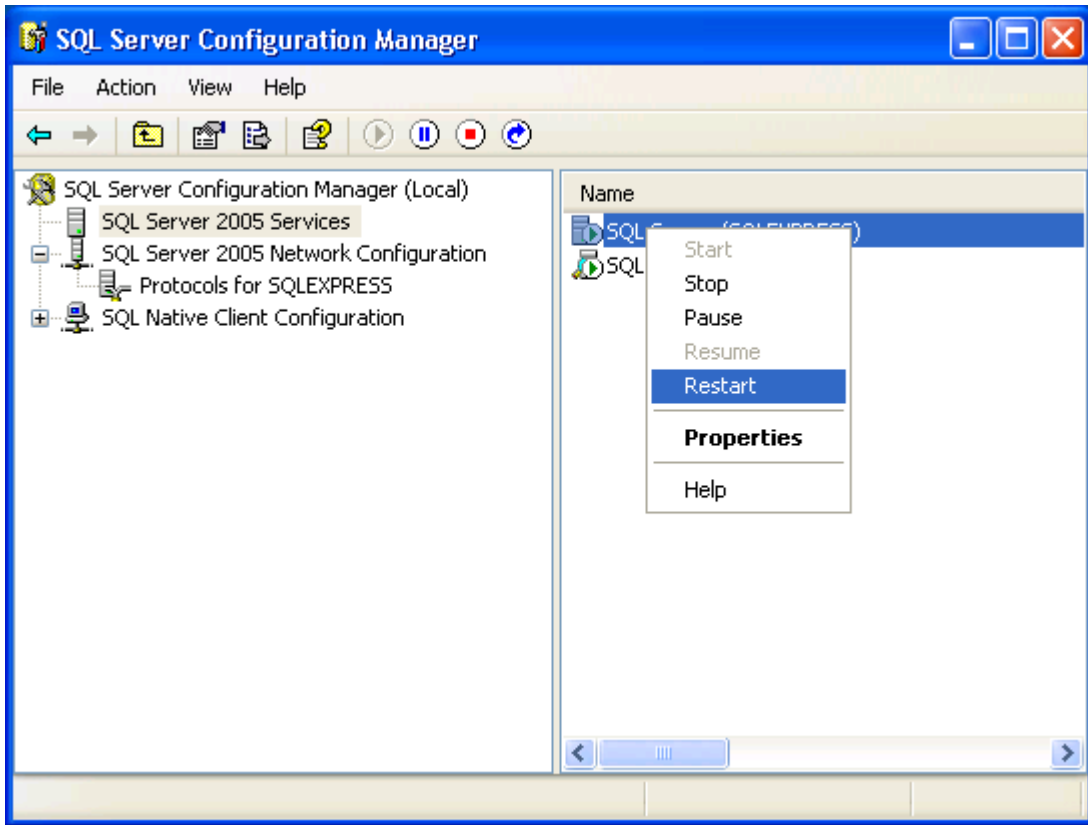 SQL Server Configuration Manager
File Action View Help
SQL Server Configuration Manager (Local)
SQL Server 2005 Services
SQL Server 2005 Network Configuration
Protocols for SQLEXPRESS
SQL Native Client Configuration
Name
SQL (SQLEXPRESS)
SQL
Start
Stop
Pause
Resume
Restart
Properties
Help